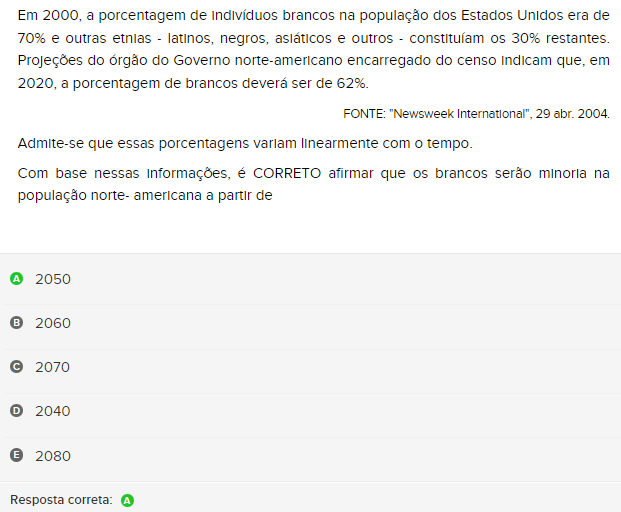 Em 2000, a porcentagem de indivíduos brancos na população dos Estados Unidos era de
70% e outras etnias - latinos, negros, asiáticos e outros - constituíam os 30% restantes.
Projeções do órgão do Governo norte-americano encarregado do censo indicam que, em
2020, a porcentagem de brancos deverá ser de 62%.
FONTE: "Newsweek International", 29 abr. 2004.
Admite-se que essas porcentagens variam linearmente com o tempo.
Com base nessas informações, é CORRETO afirmar que os brancos serão minoria na
população norte- americana a partir de
A 2050
B 2060
C 2070
D 2040
E 2080
Resposta correta: A